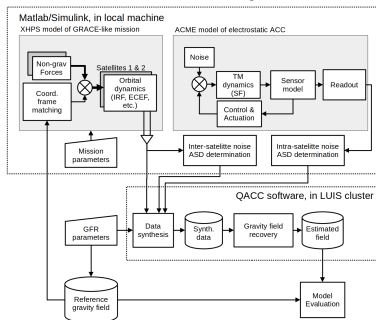 Matlab/Simulink, in local machine
XHPS model of GRACE-like mission
ACME model of electrostatic ACC
Satellites 1 & 2
Non-grav
Forces
Orbital
dynamics
(IRF, ECEF,
etc.)
Coord.
frame
matching
Noise
TM
dynamics
(SF)
Sensor
model
Readout
Control &
Actuation
Mission
parameters
Inter-satelitte noise
ASD determination
Intra-satelitte noise
ASD determination
QACC software, in LUIS cluster
GFR
parameters
Data
synthesis
Synth.
data
Gravity field
recovery
Estimated
field
Reference
gravity field
Model
Evaluation